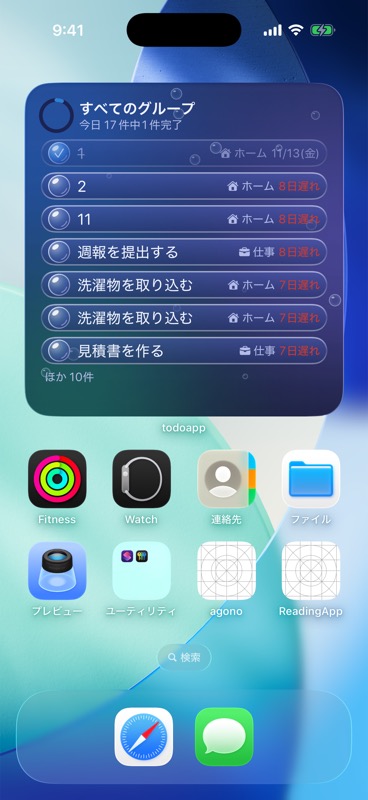 9:41
すべてのグループ
今日 17件中1件完了
1 ホーム 11/13(金)
2 ホーム 8日遅れ
11 ホーム 8日遅れ
週報を提出する 仕事 8日遅れ
洗濯物を取り込む ホーム 7日遅れ
洗濯物を取り込む ホーム 7日遅れ
見積書を作る 仕事 7日遅れ
ほか 10件
todoapp
Fitness Watch 連絡先 ファイル
プレビュー ユーティリティ agono ReadingApp
検索